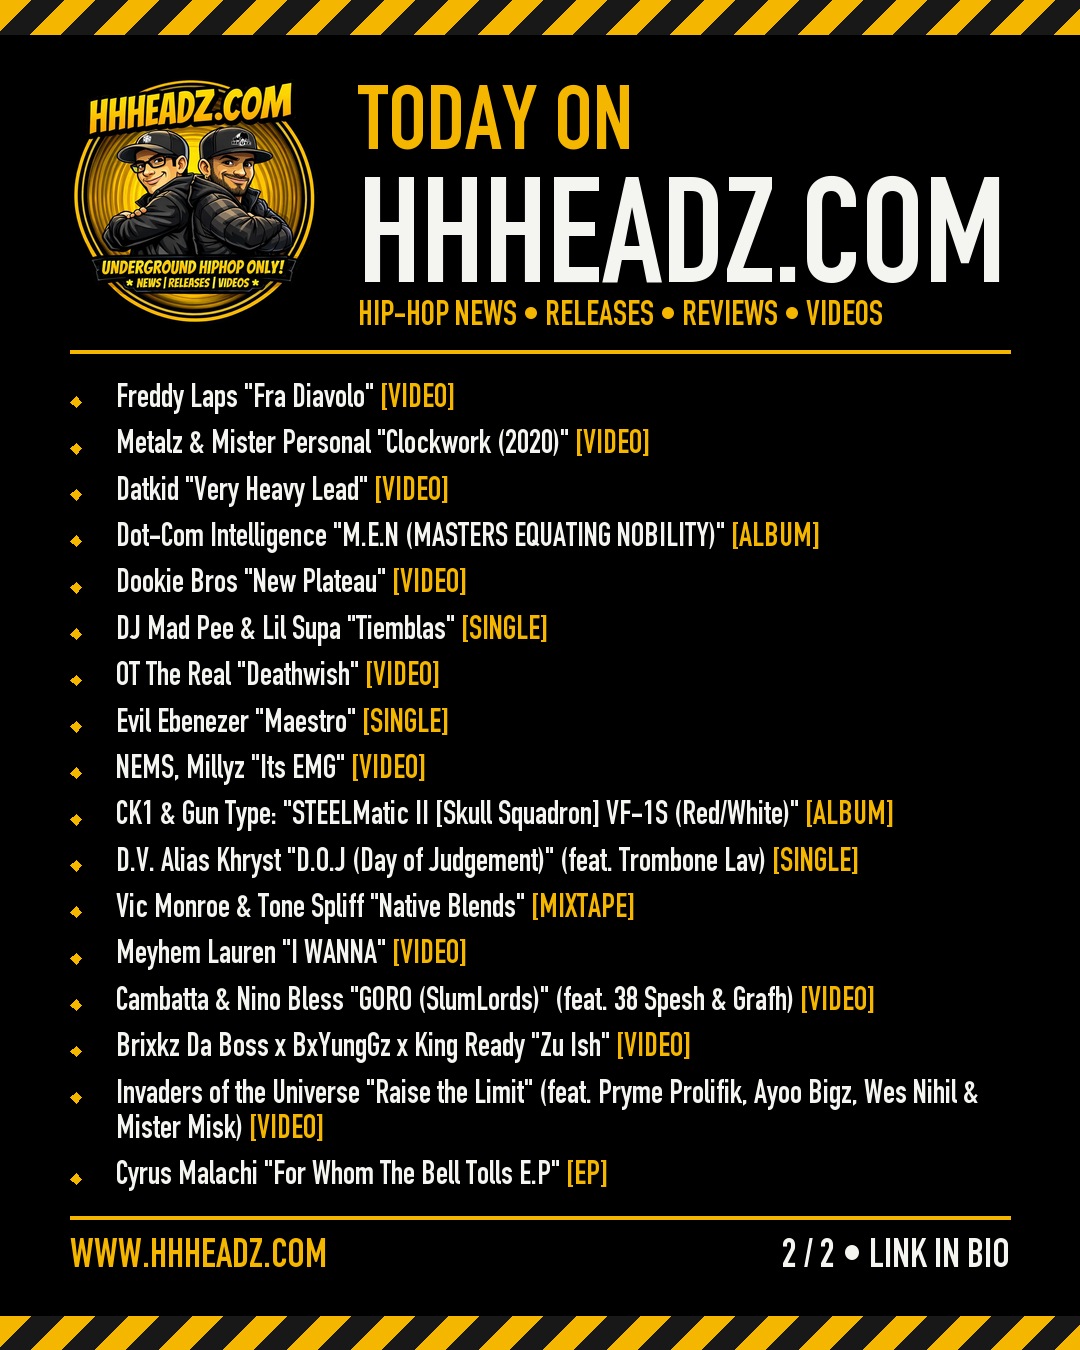 HHHEADZ.COM
UNDERGROUND HIPHOP ONLY!
* NEWS | RELEASES | VIDEOS *
TODAY ON
HHHEADZ.COM
HIP-HOP NEWS • RELEASES • REVIEWS • VIDEOS
Freddy Laps "Fra Diavolo" [VIDEO]
Metalz & Mister Personal "Clockwork (2020)" [VIDEO]
Datkid "Very Heavy Lead" [VIDEO]
Dot-Com Intelligence "M.E.N (MASTERS EQUATING NOBILITY)" [ALBUM]
Dookie Bros "New Plateau" [VIDEO]
DJ Mad Pee & Lil Supa "Tiemblas" [SINGLE]
OT The Real "Deathwish" [VIDEO]
Evil Ebenezer "Maestro" [SINGLE]
NEMS, Millyz "Its EMG" [VIDEO]
CK1 & Gun Type: "STEELMatic II [Skull Squadron] VF-1S (Red/White)" [ALBUM]
D.V. Alias Khryst "D.O.J (Day of Judgement)" (feat. Trombone Lav) [SINGLE]
Vic Monroe & Tone Spliff "Native Blends" [MIXTAPE]
Meyhem Lauren "I WANNA" [VIDEO]
Cambatta & Nino Bless "GORO (SlumLords)" (feat. 38 Spesh & Grafh) [VIDEO]
Brixkz Da Boss x BxYungGz x King Ready "Zu Ish" [VIDEO]
Invaders of the Universe "Raise the Limit" (feat. Pryme Prolifik, Ayoo Bigz, Wes Nihil &
Mister Misk) [VIDEO]
Cyrus Malachi "For Whom The Bell Tolls E.P" [EP]
WWW.HHHEADZ.COM
2 / 2 • LINK IN BIO